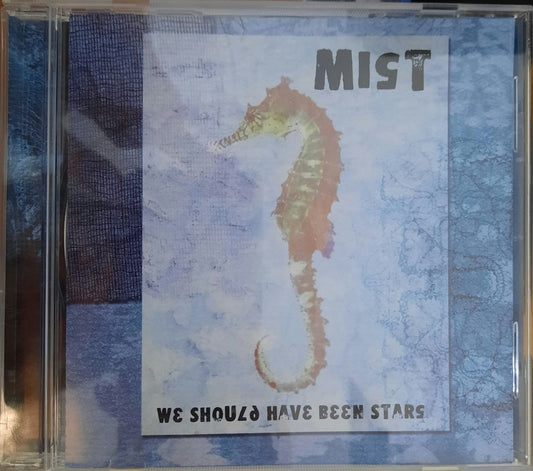 MIST
WE SHOULD HAVE BEEN STARS